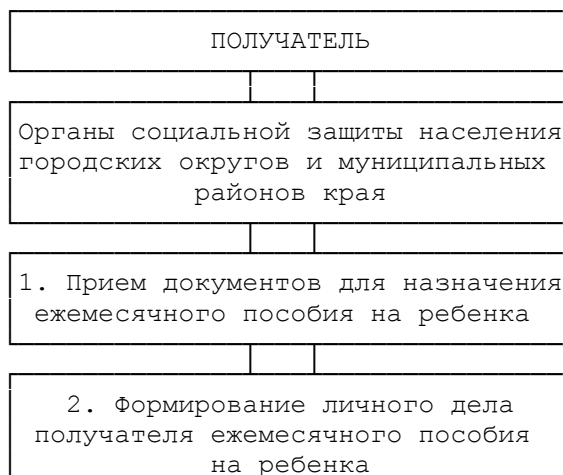 ПОЛУЧАТЕЛЬ
Органы социальной защиты населения
городских округов и муниципальных
районов края
1. Прием документов для назначения
ежемесячного пособия на ребенка
2. Формирование личного дела
получателя ежемесячного пособия
на ребенка